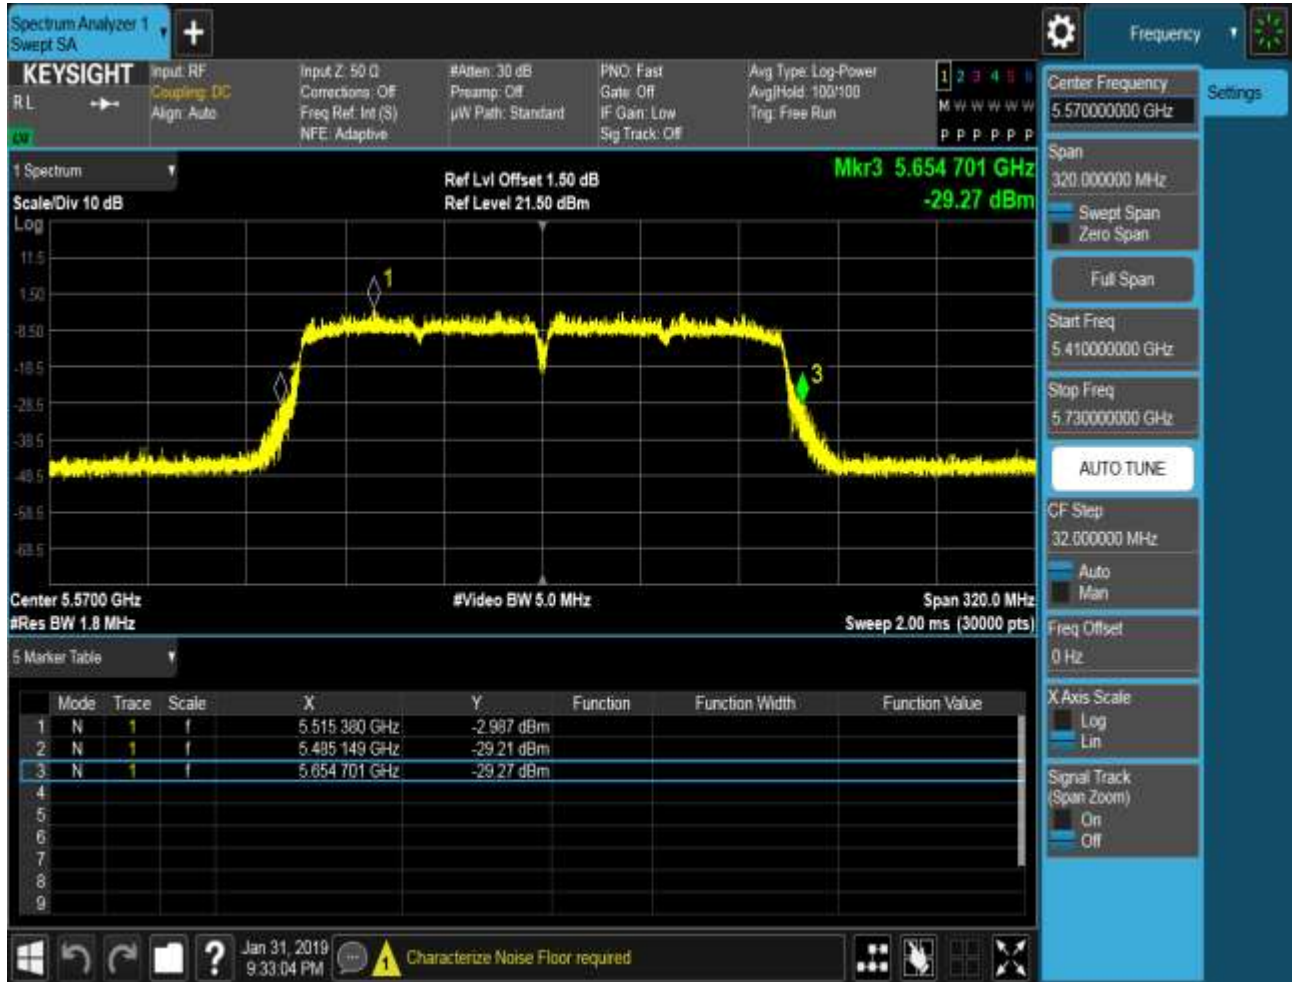 Spectrum Analyzer 1
Swept SA
Frequency
KEYSIGHT
R L
Input: RF
Coupling: DC
Align: Auto
Input Z: 50 Ω
Corrections: Off
Freq Ref: Int (S)
NFE: Adaptive
#Atten: 30 dB
Preamp: Off
µW Path: Standard
PNO: Fast
Gate: Off
IF Gain: Low
Sig Track: Off
Avg Type: Log-Power
Avg|Hold: 100/100
Trig: Free Run
1 2 3 4 5 6
M W W W W W
P P P P P P
1 Spectrum
Scale/Div 10 dB
Ref Lvl Offset 1.50 dB
Ref Level 21.50 dBm
Mkr3 5.654 701 GHz
-29.27 dBm
Log
11.5
1.50
-8.50
-18.5
-28.5
-38.5
-48.5
-58.5
-68.5
1
3
Center 5.5700 GHz
#Res BW 1.8 MHz
#Video BW 5.0 MHz
Span 320.0 MHz
Sweep 2.00 ms (30000 pts)
5 Marker Table
Mode Trace Scale X Y Function Function Width Function Value
1 N 1 f 5.515 380 GHz -2.987 dBm
2 N 1 f 5.485 149 GHz -29.21 dBm
3 N 1 f 5.654 701 GHz -29.27 dBm
4
5
6
7
8
9
Jan 31, 2019
9:33:04 PM
1
Characterize Noise Floor required
Settings
Center Frequency
5.570000000 GHz
Span
320.000000 MHz
Swept Span
Zero Span
Full Span
Start Freq
5.410000000 GHz
Stop Freq
5.730000000 GHz
AUTO TUNE
CF Step
32.000000 MHz
Auto
Man
Freq Offset
0 Hz
X Axis Scale
Log
Lin
Signal Track
(Span Zoom)
On
Off